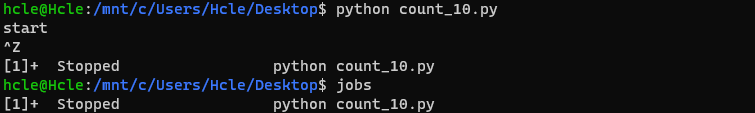 hcle@Hcle:/mnt/c/Users/Hcle/Desktop$ python count_10.py
start
^Z
[1]+  Stopped                 python count_10.py
hcle@Hcle:/mnt/c/Users/Hcle/Desktop$ jobs
[1]+  Stopped                 python count_10.py